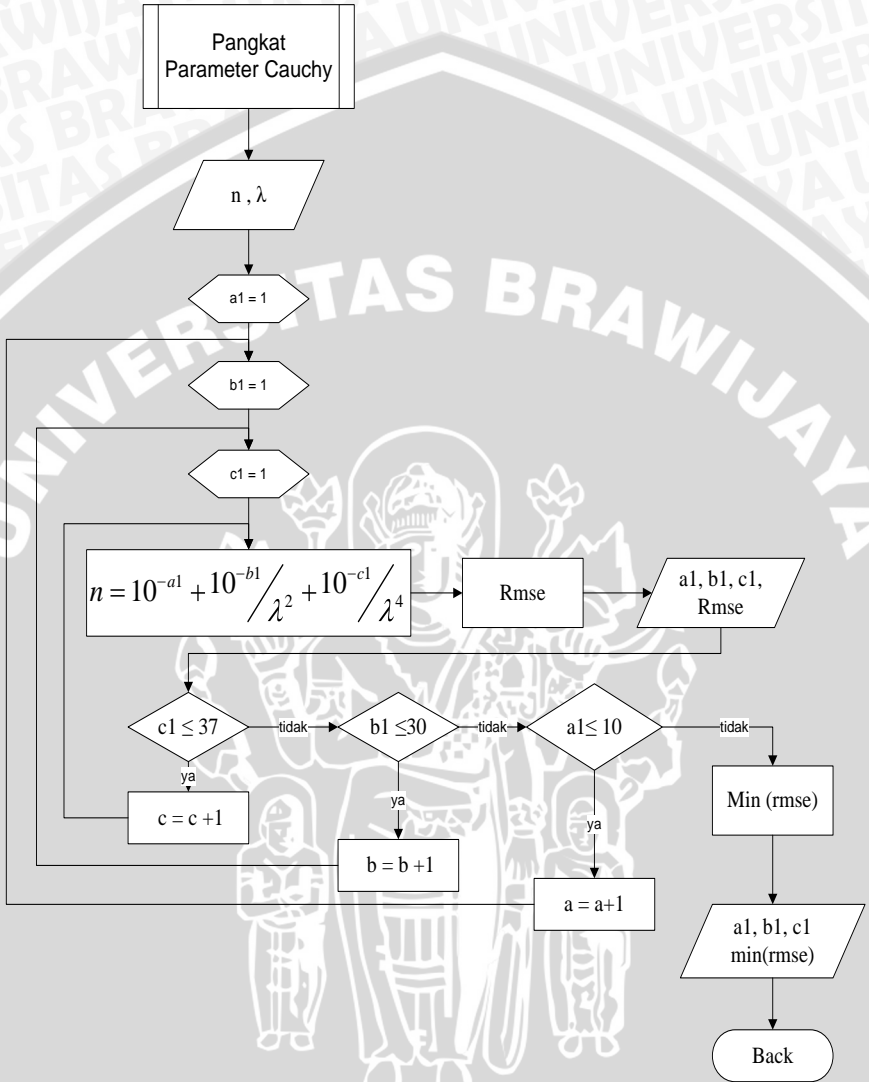 Pangkat
Parameter Cauchy
n , λ
a1 = 1
UNIVERSITAS BRAWIJAYA
b1 = 1
c1 = 1
n = 10^{-a1} + 10^{-b1}/λ^2 + 10^{-c1}/λ^4
Rmse
a1, b1, c1,
Rmse
c1 ≤ 37
tidak
b1 ≤30
tidak
a1≤ 10
tidak
ya
ya
ya
c = c +1
b = b +1
a = a+1
Min (rmse)
a1, b1, c1
min(rmse)
Back